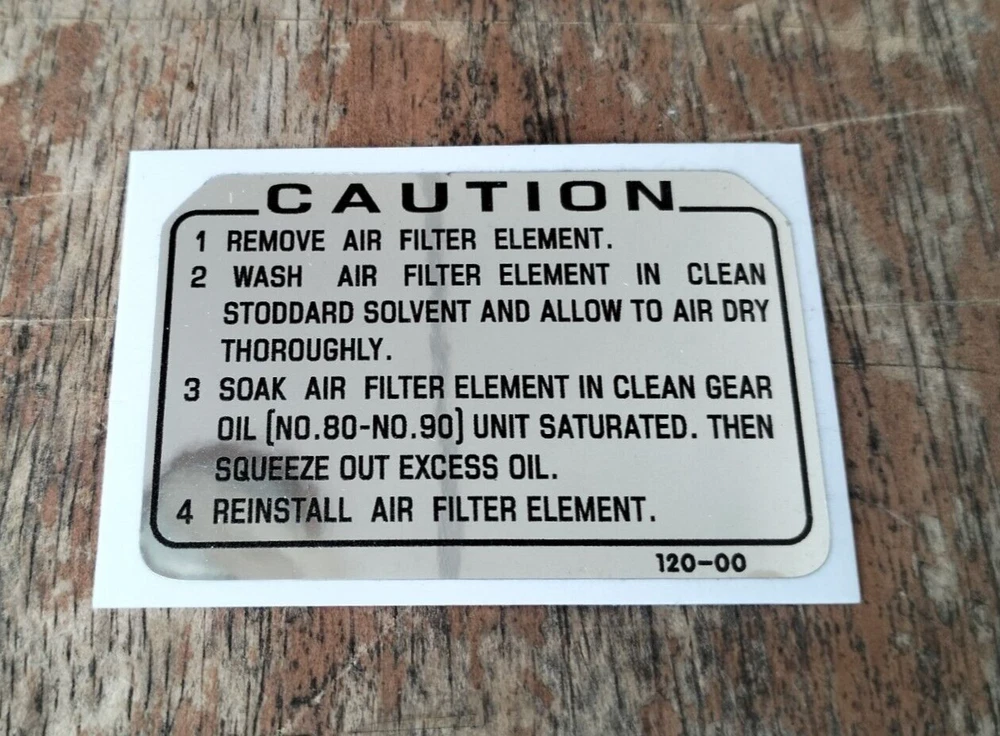 CAUTION
1 REMOVE AIR FILTER ELEMENT.
2 WASH AIR FILTER ELEMENT IN CLEAN
STODDARD SOLVENT AND ALLOW TO AIR DRY
THOROUGHLY.
3 SOAK AIR FILTER ELEMENT IN CLEAN GEAR
OIL [NO.80-NO.90] UNIT SATURATED. THEN
SQUEEZE OUT EXCESS OIL.
4 REINSTALL AIR FILTER ELEMENT.
120-00